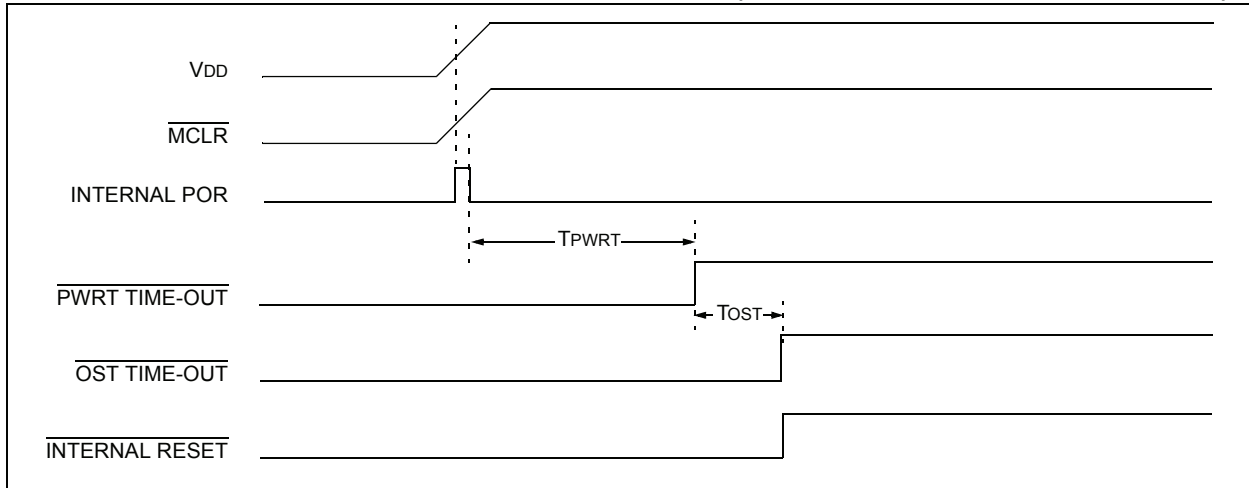 VDD
MCLR
INTERNAL POR
TPWRT
PWRT TIME-OUT
TOST
OST TIME-OUT
INTERNAL RESET